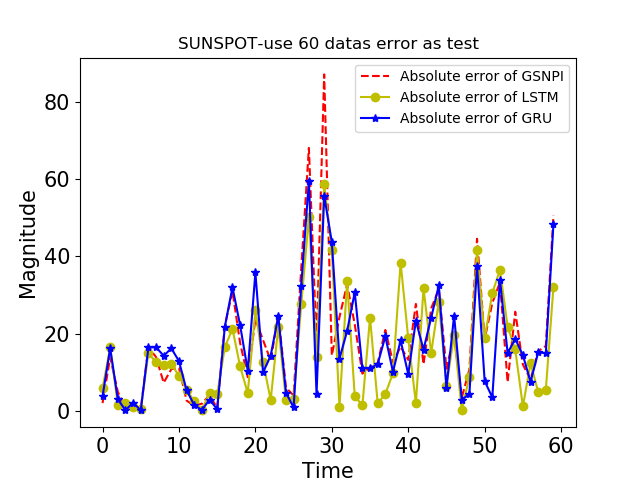 SUNSPOT-use 60 datas error as test
Absolute error of GSNPI
Absolute error of LSTM
Absolute error of GRU
Magnitude
80
60
40
20
0
0 10 20 30 40 50 60
Time